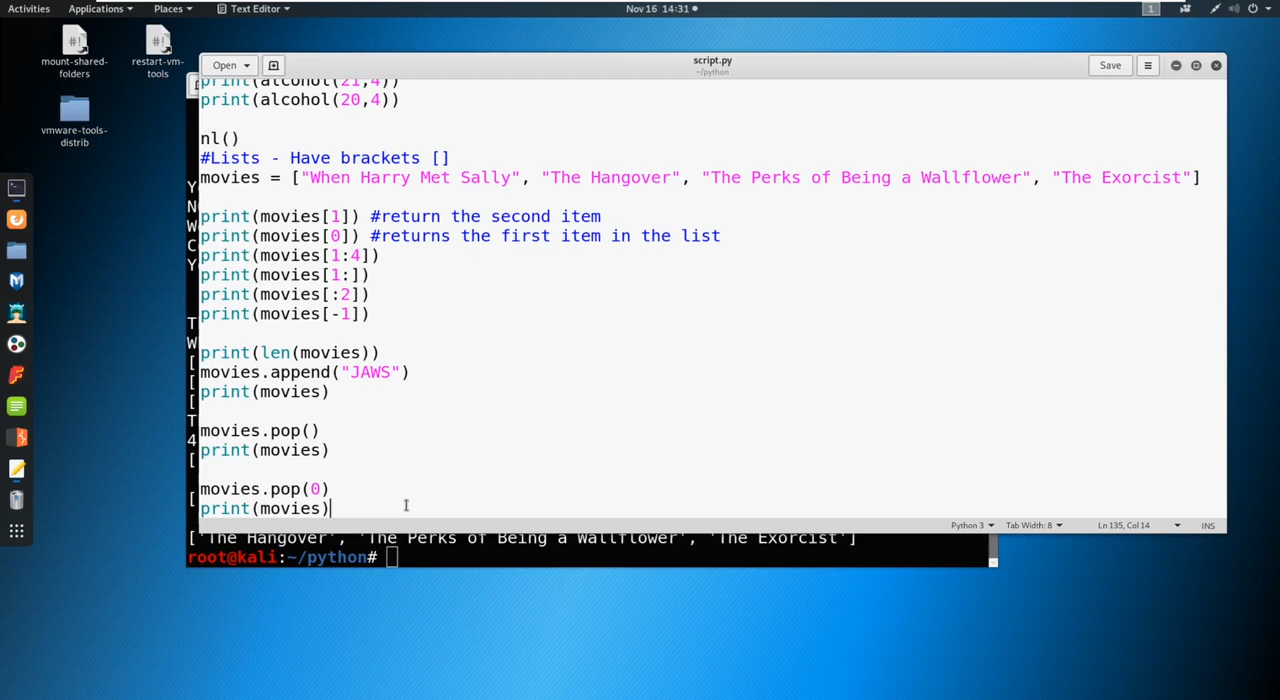 Activities Applications Places Text Editor Nov 16 14:31 1
mount-shared-folders
restart-vm-tools
vmware-tools-distrib
Open script.py Save
~/python
print(alcohol(21,4))
print(alcohol(20,4))
nl()
#Lists - Have brackets []
movies = ["When Harry Met Sally", "The Hangover", "The Perks of Being a Wallflower", "The Exorcist"]
print(movies[1]) #return the second item
print(movies[0]) #returns the first item in the list
print(movies[1:4])
print(movies[1:])
print(movies[:2])
print(movies[-1])
print(len(movies))
movies.append("JAWS")
print(movies)
movies.pop()
print(movies)
movies.pop(0)
print(movies)
Python 3 Tab Width: 8 Ln 135, Col 14 INS
['The Hangover', 'The Perks of Being a Wallflower', 'The Exorcist']
root@kali:~/python#